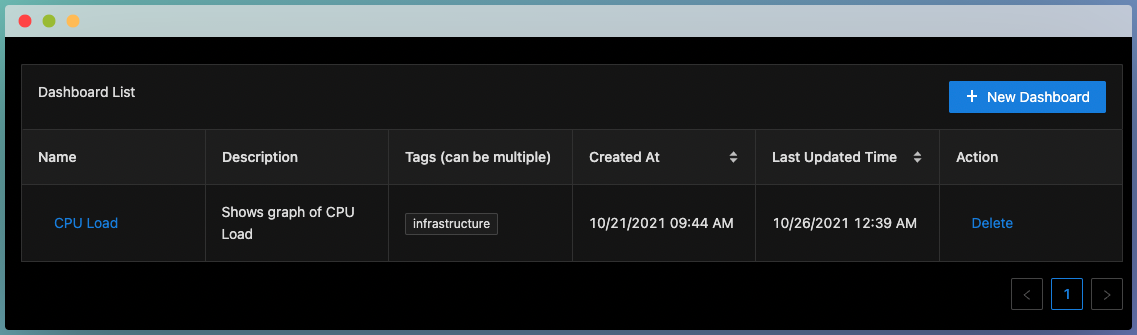 Dashboard List
+ New Dashboard
Name
Description
Tags (can be multiple)
Created At
Last Updated Time
Action
CPU Load
Shows graph of CPU
Load
infrastructure
10/21/2021 09:44 AM
10/26/2021 12:39 AM
Delete
< 1 >